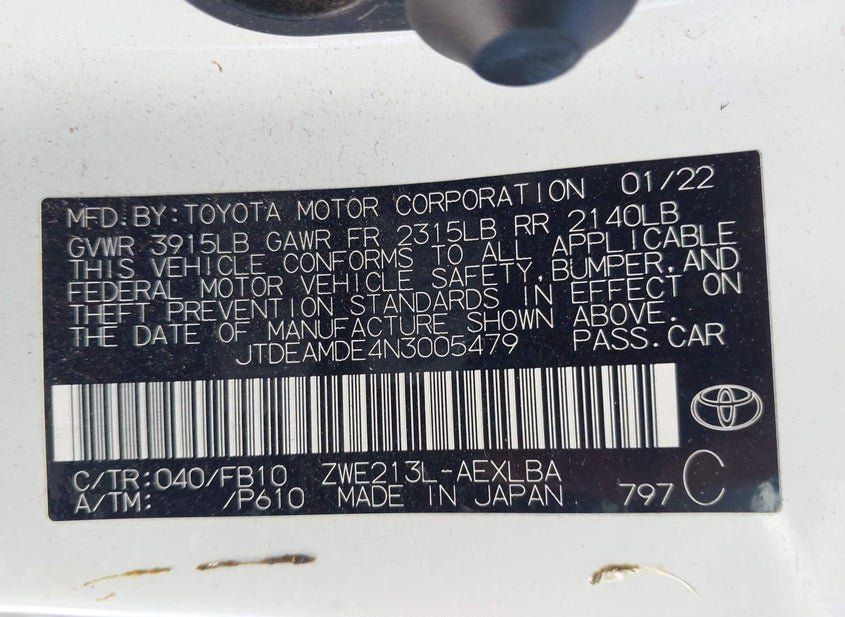 MFD.BY:TOYOTA MOTOR CORPORATION 01/22
GVWR 3915LB GAWR FR 2315LB RR 2140LB
THIS VEHICLE CONFORMS TO ALL APPLICABLE
FEDERAL MOTOR VEHICLE SAFETY,BUMPER,AND
THEFT PREVENTION STANDARDS IN EFFECT ON
THE DATE OF MANUFACTURE SHOWN ABOVE.
JTDEAMDE4N3005479 PASS.CAR
C/TR:040/FB10 ZWE213L-AEXLBA
A/TM: /P610 MADE IN JAPAN 797 C